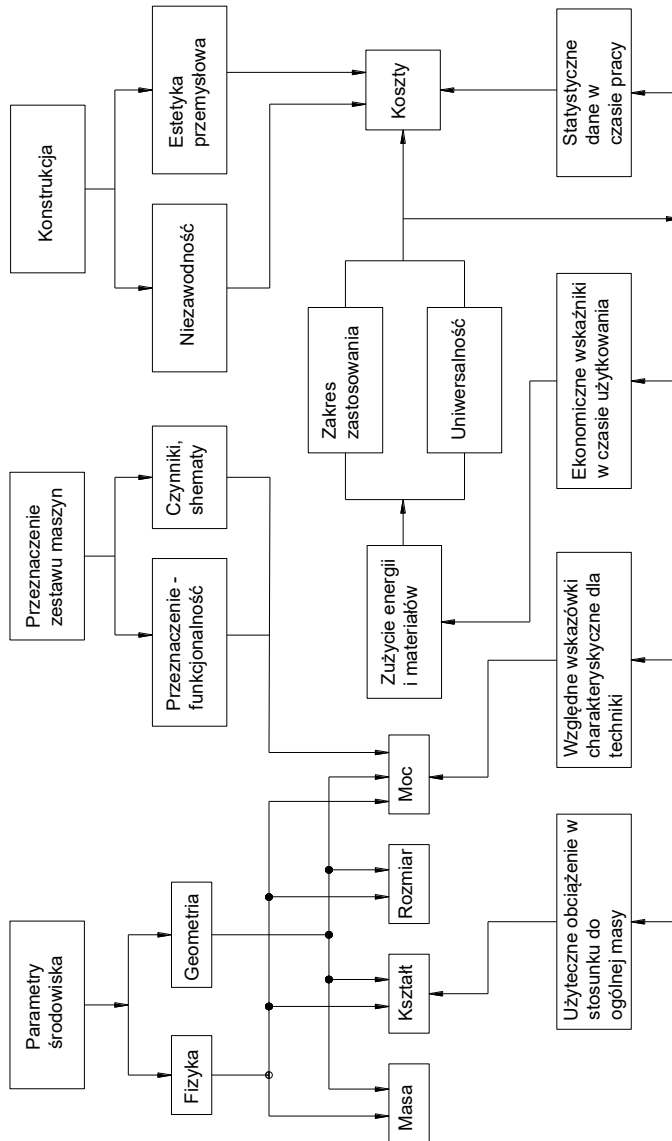 Parametry
środowiska
Przeznaczenie
zestawu maszyn
Konstrukcja
Fizyka
Geometria
Przeznaczenie -
funkcjonalność
Czynniki,
shematy
Niezawodność
Estetyka
przemysłowa
Masa
Kształt
Rozmiar
Moc
Zużycie energii
i materiałów
Zakres
zastosowania
Uniwersalność
Koszty
Użyteczne obciążenie w
stosunku do
ogólnej masy
Względne wskazówki
charakteryskyczne dla
techniki
Ekonomiczne wskaźniki
w czasie użytkowania
Statystyczne
dane w
czasie pracy